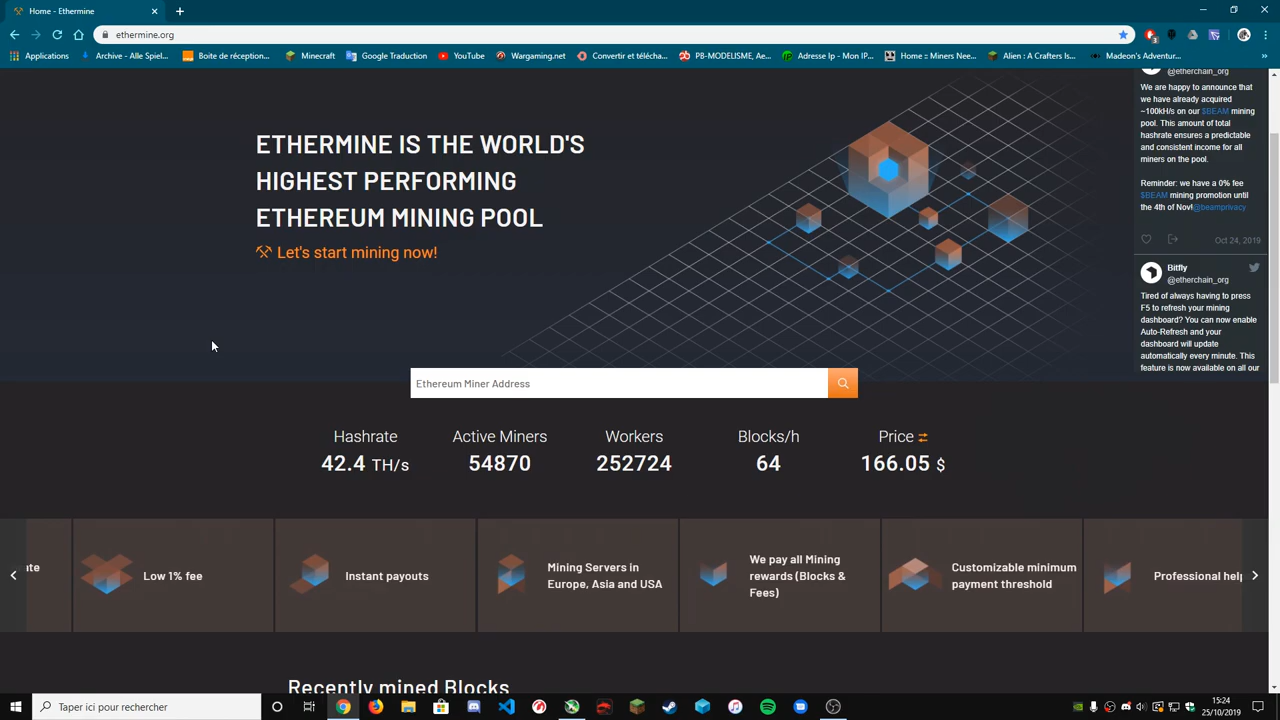 Home - Ethermine
ethermine.org
Applications
Archive - Alle Spiel...
Boite de réception...
Minecraft
Google Traduction
YouTube
Wargaming.net
Convertir et télécha...
PB-MODELISME, Ae...
Adresse Ip - Mon IP...
Home :: Miners Nee...
Alien : A Crafters Is...
Madeon's Adventur...
»
ETHERMINE IS THE WORLD'S
HIGHEST PERFORMING
ETHEREUM MINING POOL
Let's start mining now!
@etherchain_org
We are happy to announce that
we have already acquired
~100kH/s on our $BEAM mining
pool. This amount of total
hashrate ensures a predictable
and consistent income for all
miners on the pool.
Reminder: we have a 0% fee
$BEAM mining promotion until
the 4th of Nov!@beamprivacy
Oct 24, 2019
Bitfly
@etherchain_org
Tired of always having to press
F5 to refresh your mining
dashboard? You can now enable
Auto-Refresh and your
dashboard will update
automatically every minute. This
feature is now available on all our
Ethereum Miner Address
Hashrate
42.4 TH/s
Active Miners
54870
Workers
252724
Blocks/h
64
Price
166.05 $
ite
Low 1% fee
Instant payouts
Mining Servers in
Europe, Asia and USA
We pay all Mining
rewards (Blocks &
Fees)
Customizable minimum
payment threshold
Professional help
Recently mined Blocks
Taper ici pour rechercher
15:24
25/10/2019